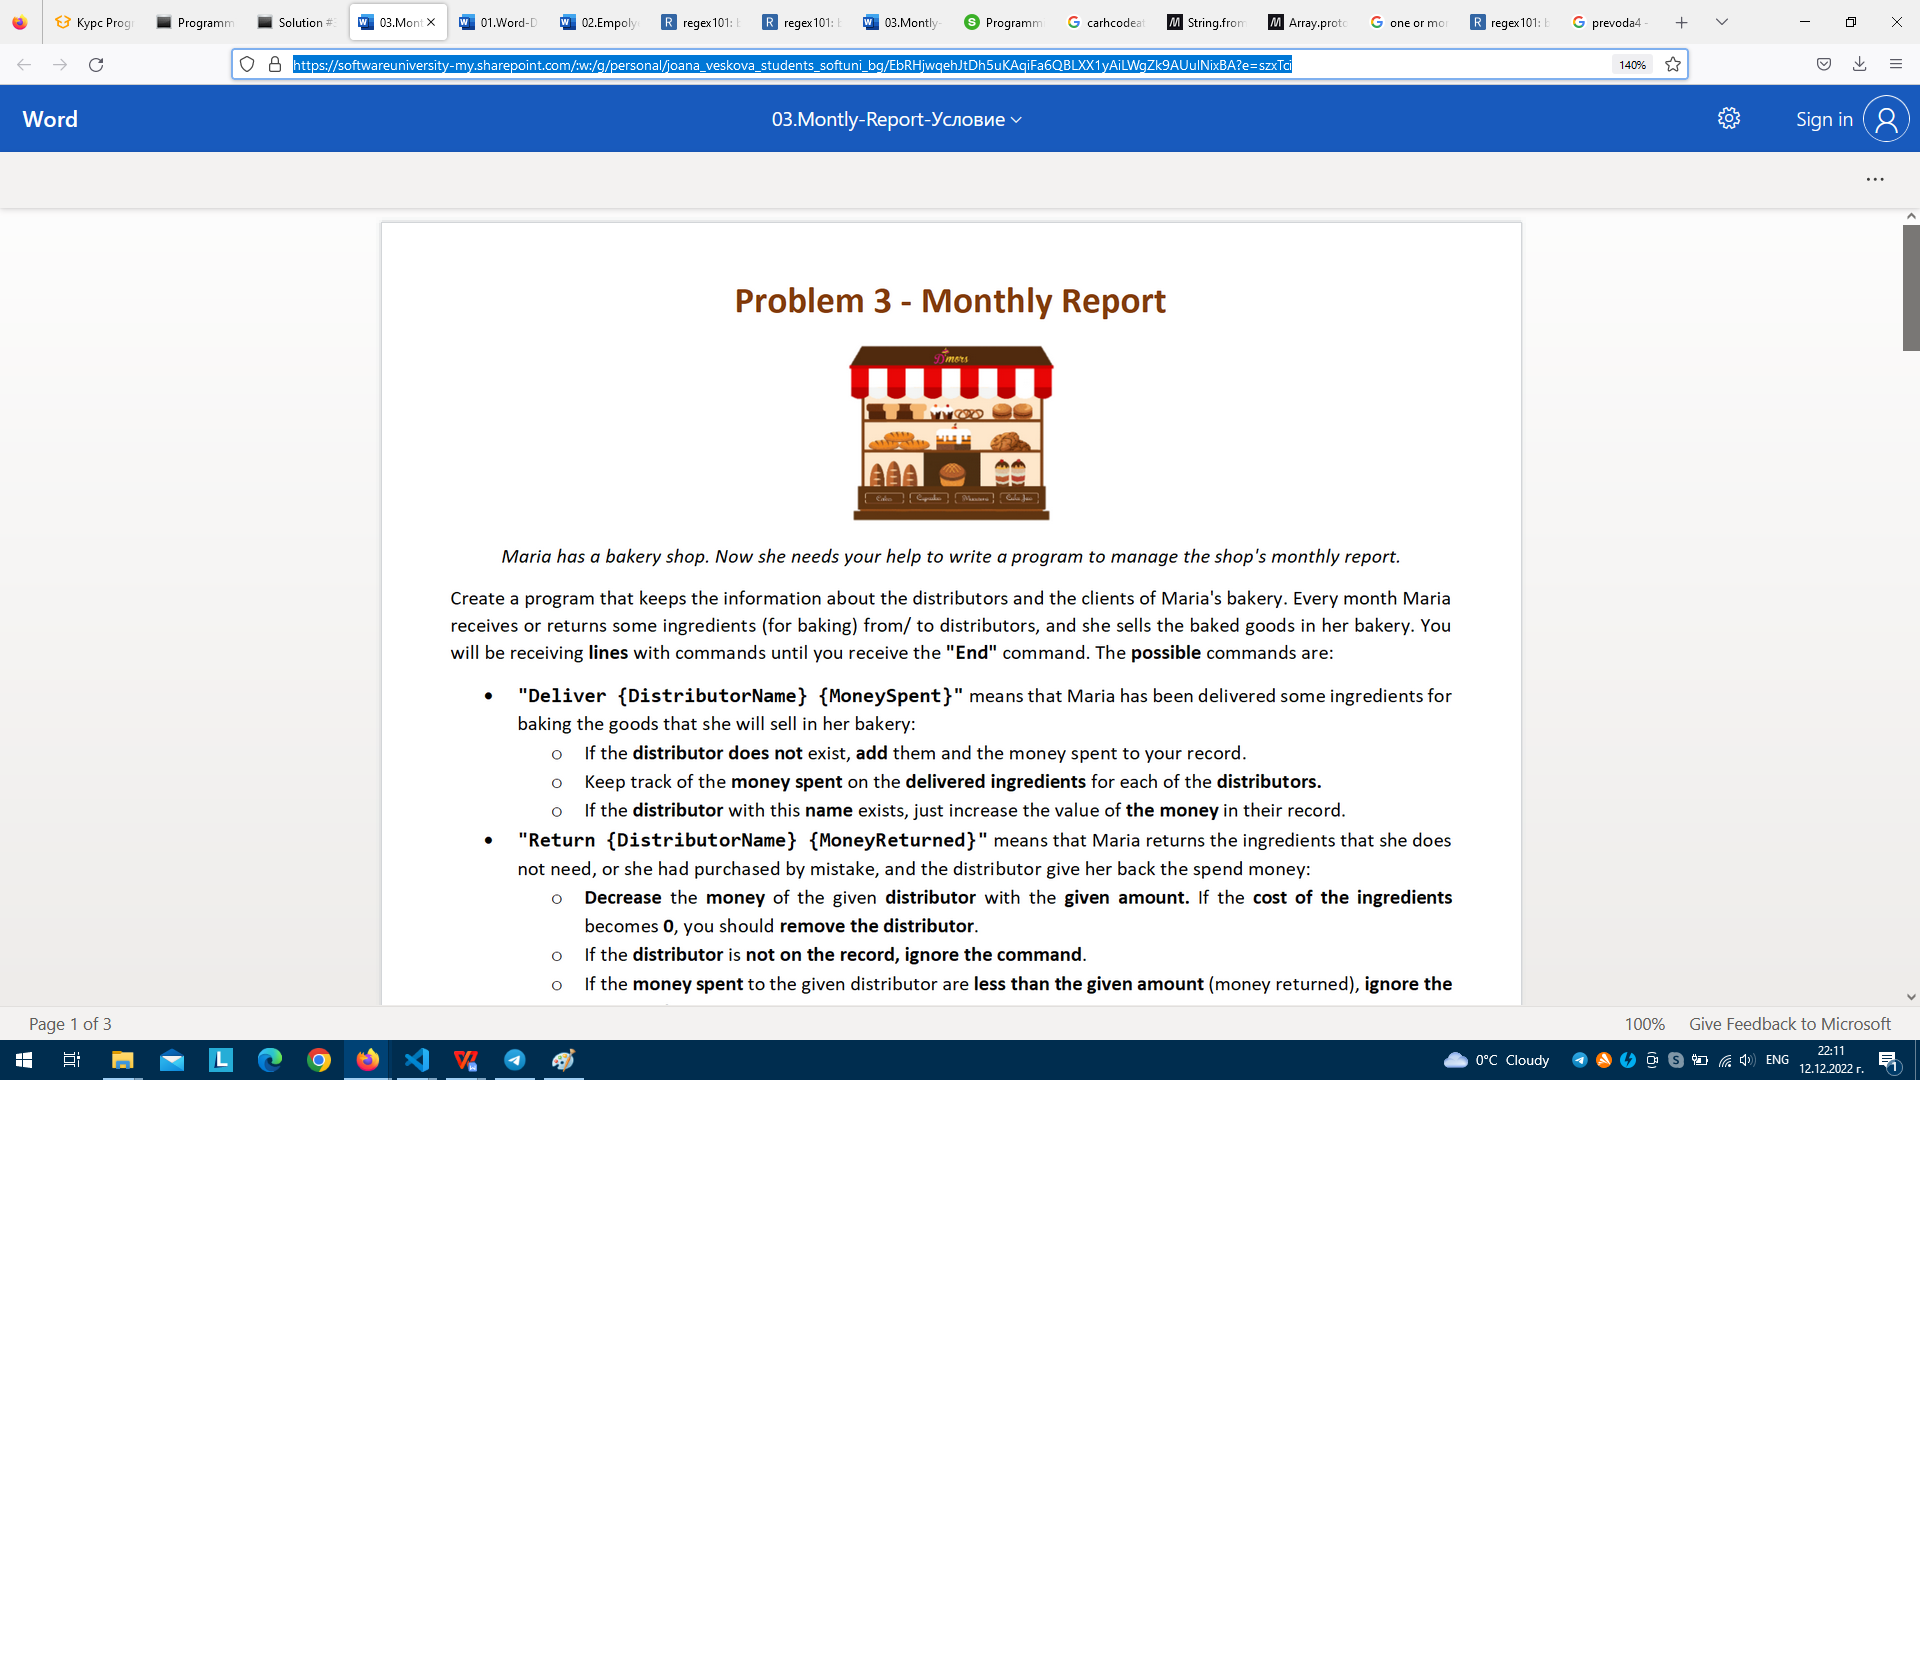 Курс Progr
Programm
Solution #
03.Mont
01.Word-D
02.Empoly
regex101: b
regex101: b
03.Montly-
Programm
carhcodeat
String.from
Array.proto
one or mor
regex101: b
prevoda4 -
https://softwareuniversity-my.sharepoint.com/:w:/g/personal/joana_veskova_students_softuni_bg/EbRHjwqehJtDh5uKAqiFa6QBLXX1yAiLWgZk9AUulNixBA?e=szxTci
140%
Word
03.Montly-Report-Условие
Sign in
Problem 3 - Monthly Report
D'mors
Cakes Cupcakes Macarons Cake Jars
Maria has a bakery shop. Now she needs your help to write a program to manage the shop's monthly report.
Create a program that keeps the information about the distributors and the clients of Maria's bakery. Every month Maria
receives or returns some ingredients (for baking) from/ to distributors, and she sells the baked goods in her bakery. You
will be receiving lines with commands until you receive the "End" command. The possible commands are:
• "Deliver {DistributorName} {MoneySpent}" means that Maria has been delivered some ingredients for
baking the goods that she will sell in her bakery:
o If the distributor does not exist, add them and the money spent to your record.
o Keep track of the money spent on the delivered ingredients for each of the distributors.
o If the distributor with this name exists, just increase the value of the money in their record.
• "Return {DistributorName} {MoneyReturned}" means that Maria returns the ingredients that she does
not need, or she had purchased by mistake, and the distributor give her back the spend money:
o Decrease the money of the given distributor with the given amount. If the cost of the ingredients
becomes 0, you should remove the distributor.
o If the distributor is not on the record, ignore the command.
o If the money spent to the given distributor are less than the given amount (money returned), ignore the
Page 1 of 3
100%
Give Feedback to Microsoft
0°C Cloudy
ENG
22:11
12.12.2022 г.
1